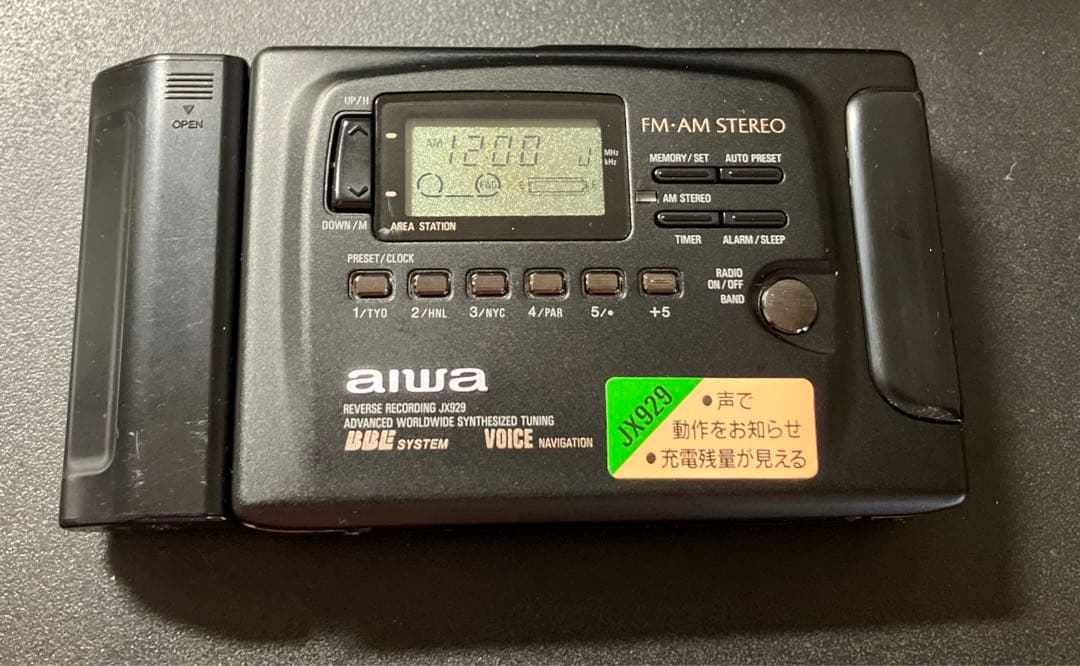 OPEN
UP/H
DOWN/M
AM 1200 J
MHz
kHz
E F
AREA STATION
FM·AM STEREO
MEMORY/SET AUTO PRESET
AM STEREO
TIMER ALARM/SLEEP
PRESET/CLOCK
1/TYO 2/HNL 3/NYC 4/PAR 5/● +5
RADIO
ON/OFF
BAND
aiwa
REVERSE RECORDING JX929
ADVANCED WORLDWIDE SYNTHESIZED TUNING
BBE SYSTEM VOICE NAVIGATION
JX929
●声で
動作をお知らせ
●充電残量が見える